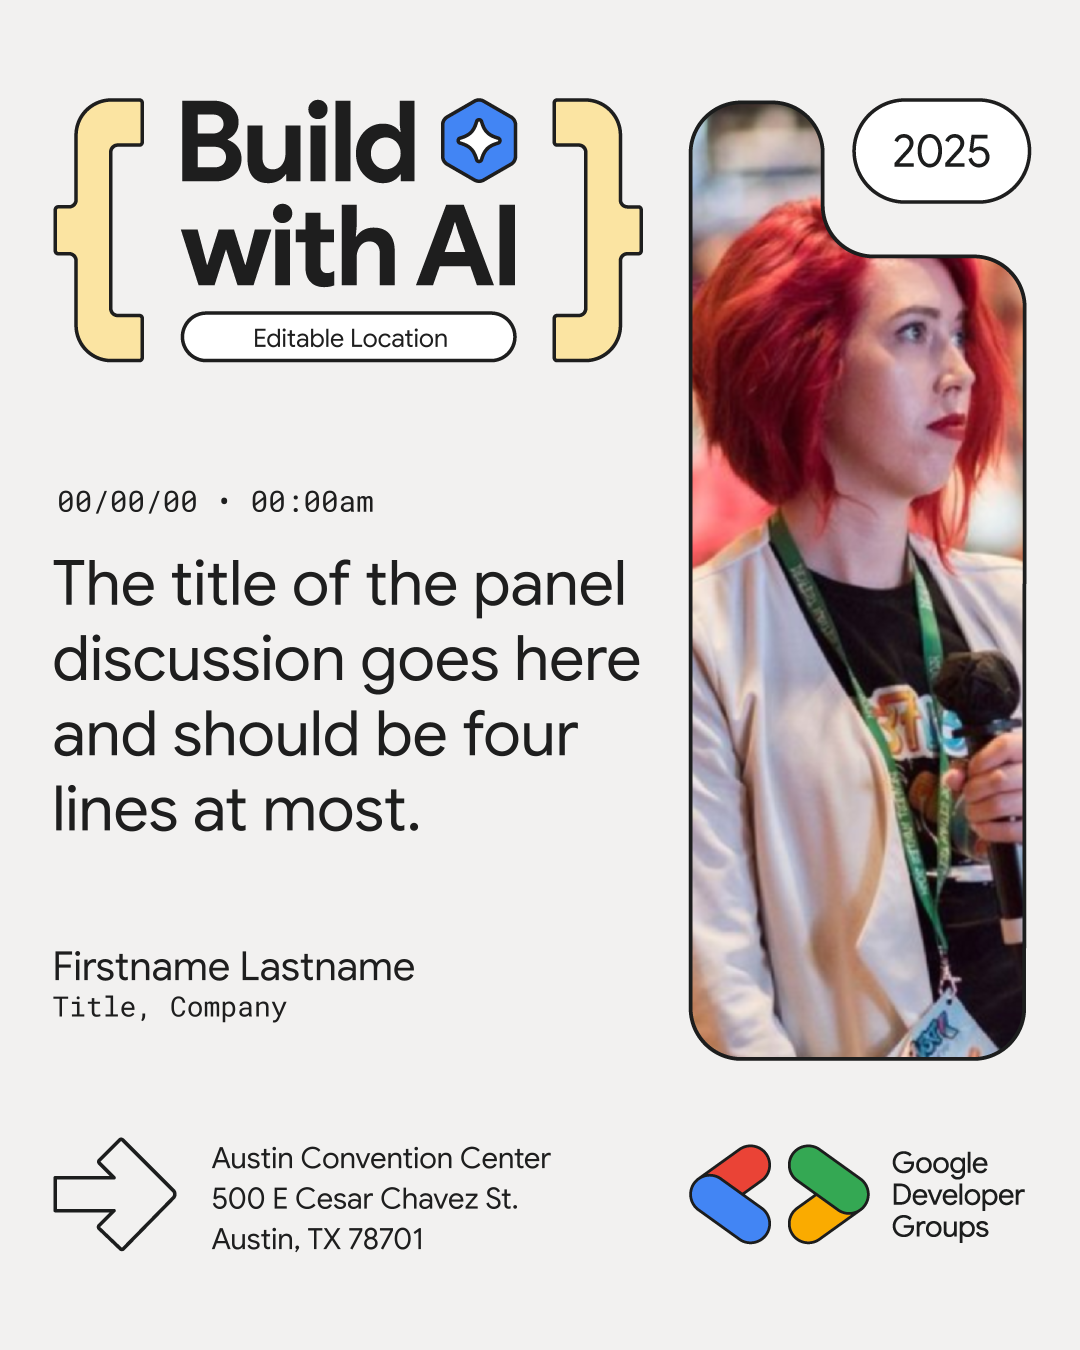 Build
with AI
Editable Location
2025
00/00/00 • 00:00am
The title of the panel
discussion goes here
and should be four
lines at most.
Firstname Lastname
Title, Company
Austin Convention Center
500 E Cesar Chavez St.
Austin, TX 78701
Google
Developer
Groups